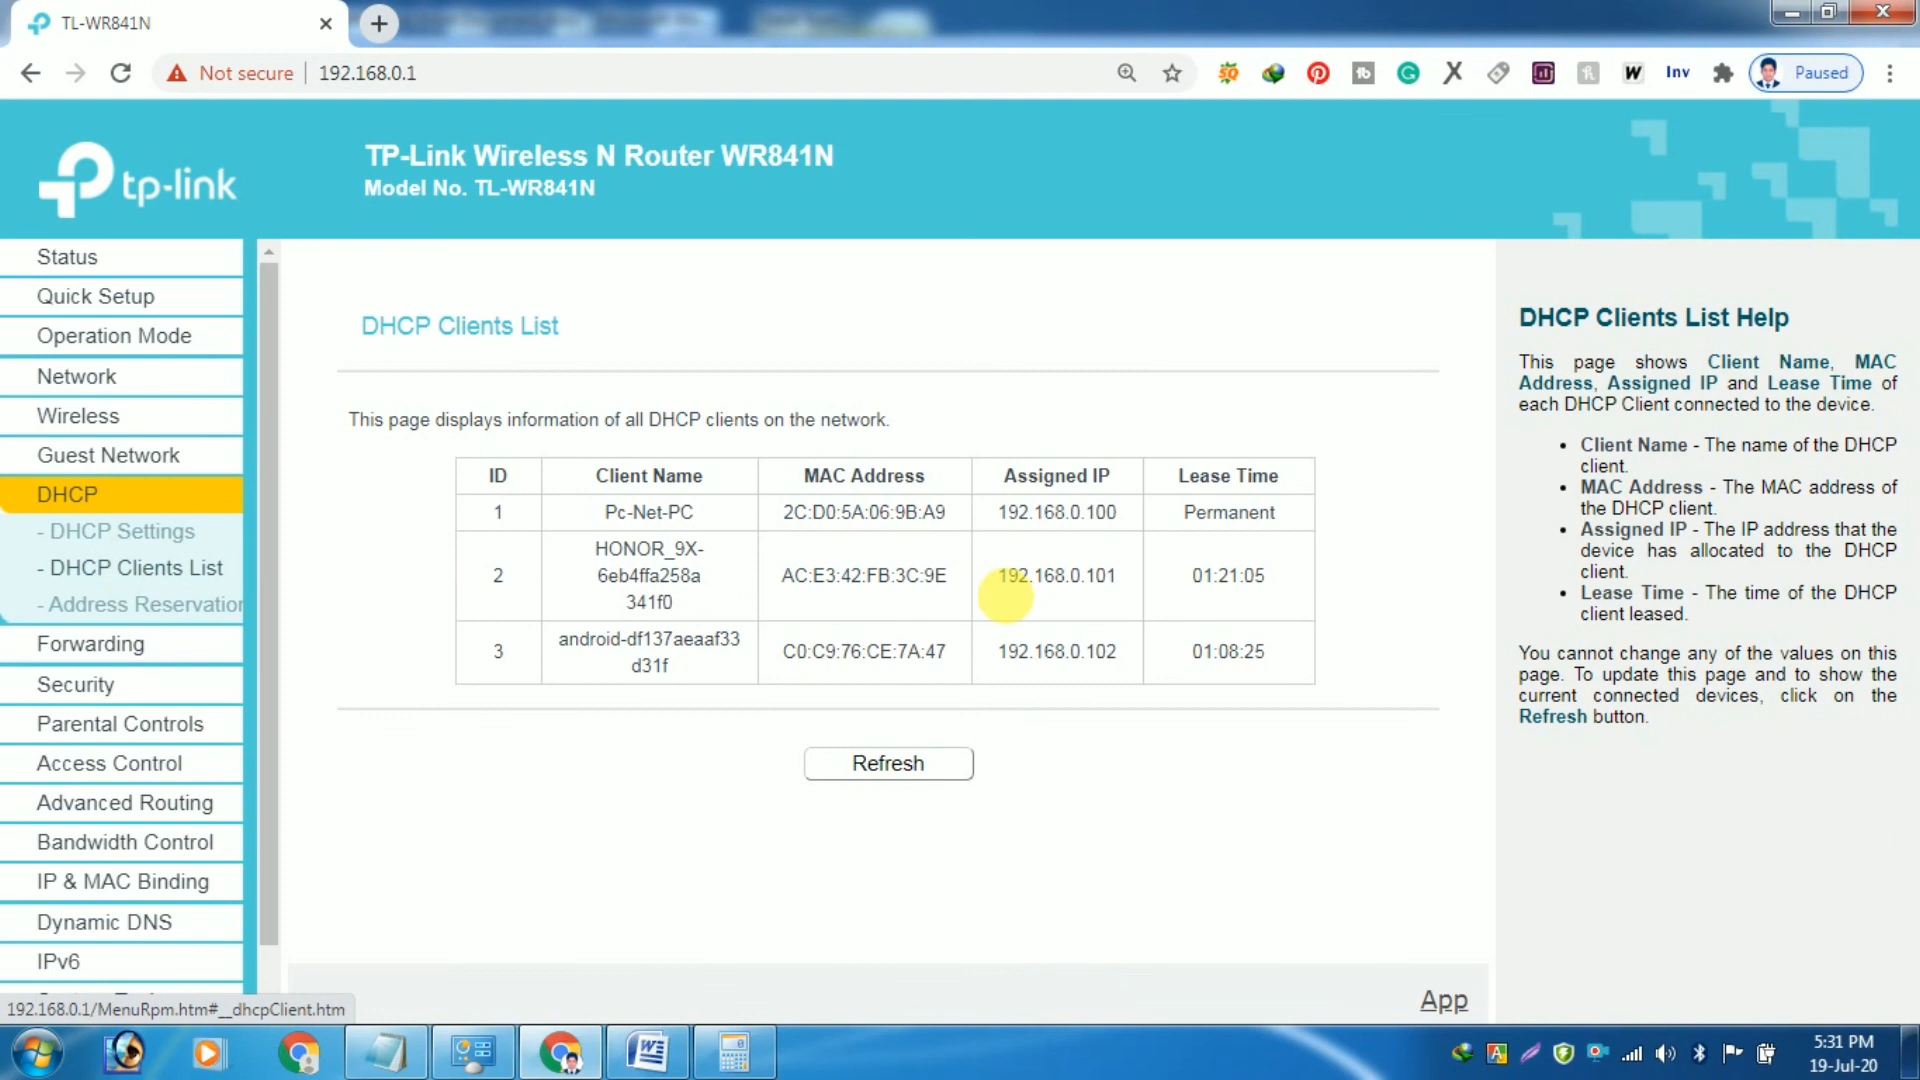 TL-WR841N
Not secure
192.168.0.1
Inv
Paused
tp-link
TP-Link Wireless N Router WR841N
Model No. TL-WR841N
Status
Quick Setup
Operation Mode
Network
Wireless
Guest Network
DHCP
- DHCP Settings
- DHCP Clients List
- Address Reservation
Forwarding
Security
Parental Controls
Access Control
Advanced Routing
Bandwidth Control
IP & MAC Binding
Dynamic DNS
IPv6
DHCP Clients List
This page displays information of all DHCP clients on the network.
ID Client Name MAC Address Assigned IP Lease Time
1 Pc-Net-PC 2C:D0:5A:06:9B:A9 192.168.0.100 Permanent
2 HONOR_9X-
6eb4ffa258a
341f0
AC:E3:42:FB:3C:9E 192.168.0.101 01:21:05
3 android-df137aeaaf33
d31f
C0:C9:76:CE:7A:47 192.168.0.102 01:08:25
Refresh
App
DHCP Clients List Help
This page shows Client Name, MAC
Address, Assigned IP and Lease Time of
each DHCP Client connected to the device.
• Client Name - The name of the DHCP
client.
• MAC Address - The MAC address of
the DHCP client.
• Assigned IP - The IP address that the
device has allocated to the DHCP
client.
• Lease Time - The time of the DHCP
client leased.
You cannot change any of the values on this
page. To update this page and to show the
current connected devices, click on the
Refresh button.
192.168.0.1/MenuRpm.htm#__dhcpClient.htm
5:31 PM
19-Jul-20